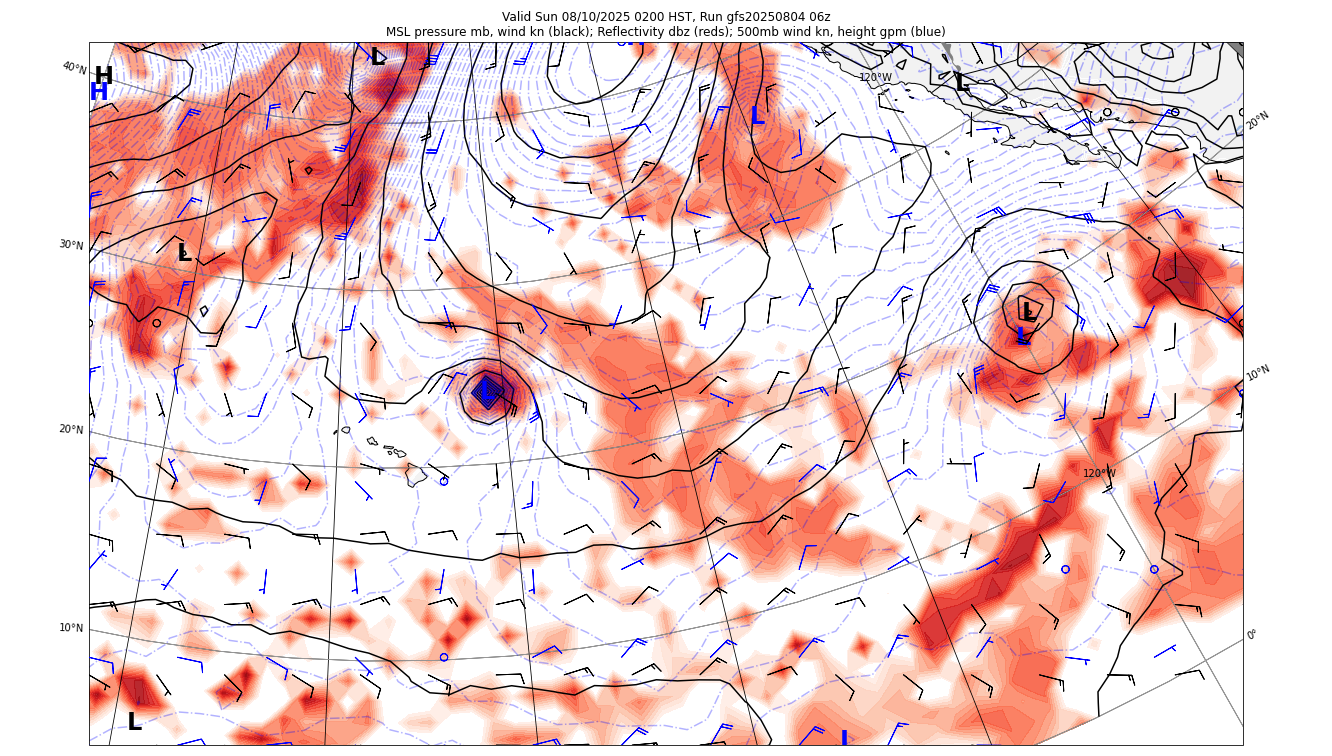 Valid Sun 08/10/2025 0200 HST, Run gfs20250804 06z
MSL pressure mb, wind kn (black); Reflectivity dbz (reds); 500mb wind kn, height gpm (blue)
L
40°N
H
H
120°W
L
L
20°N
30°N
L
L
L
10°N
20°N
120°W
10°N
0°
L
L